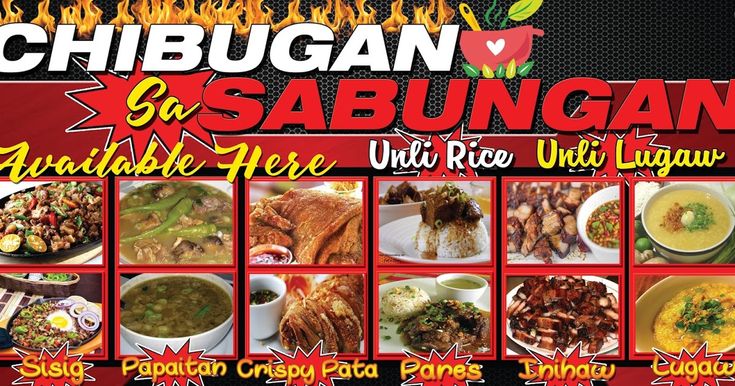 CHIBUGAN
Sa SABUNGAN
Available Here Unli Rice Unli Lugaw
Sisig Papaitan Crispy Pata Pares Inihaw Lugaw